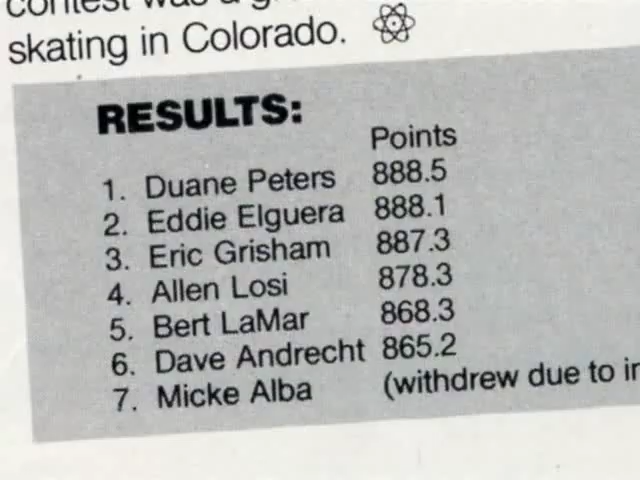 contest was a
skating in Colorado.
RESULTS:
Points
1. Duane Peters 888.5
2. Eddie Elguera 888.1
3. Eric Grisham 887.3
4. Allen Losi 878.3
5. Bert LaMar 868.3
6. Dave Andrecht 865.2
7. Micke Alba (withdrew due to